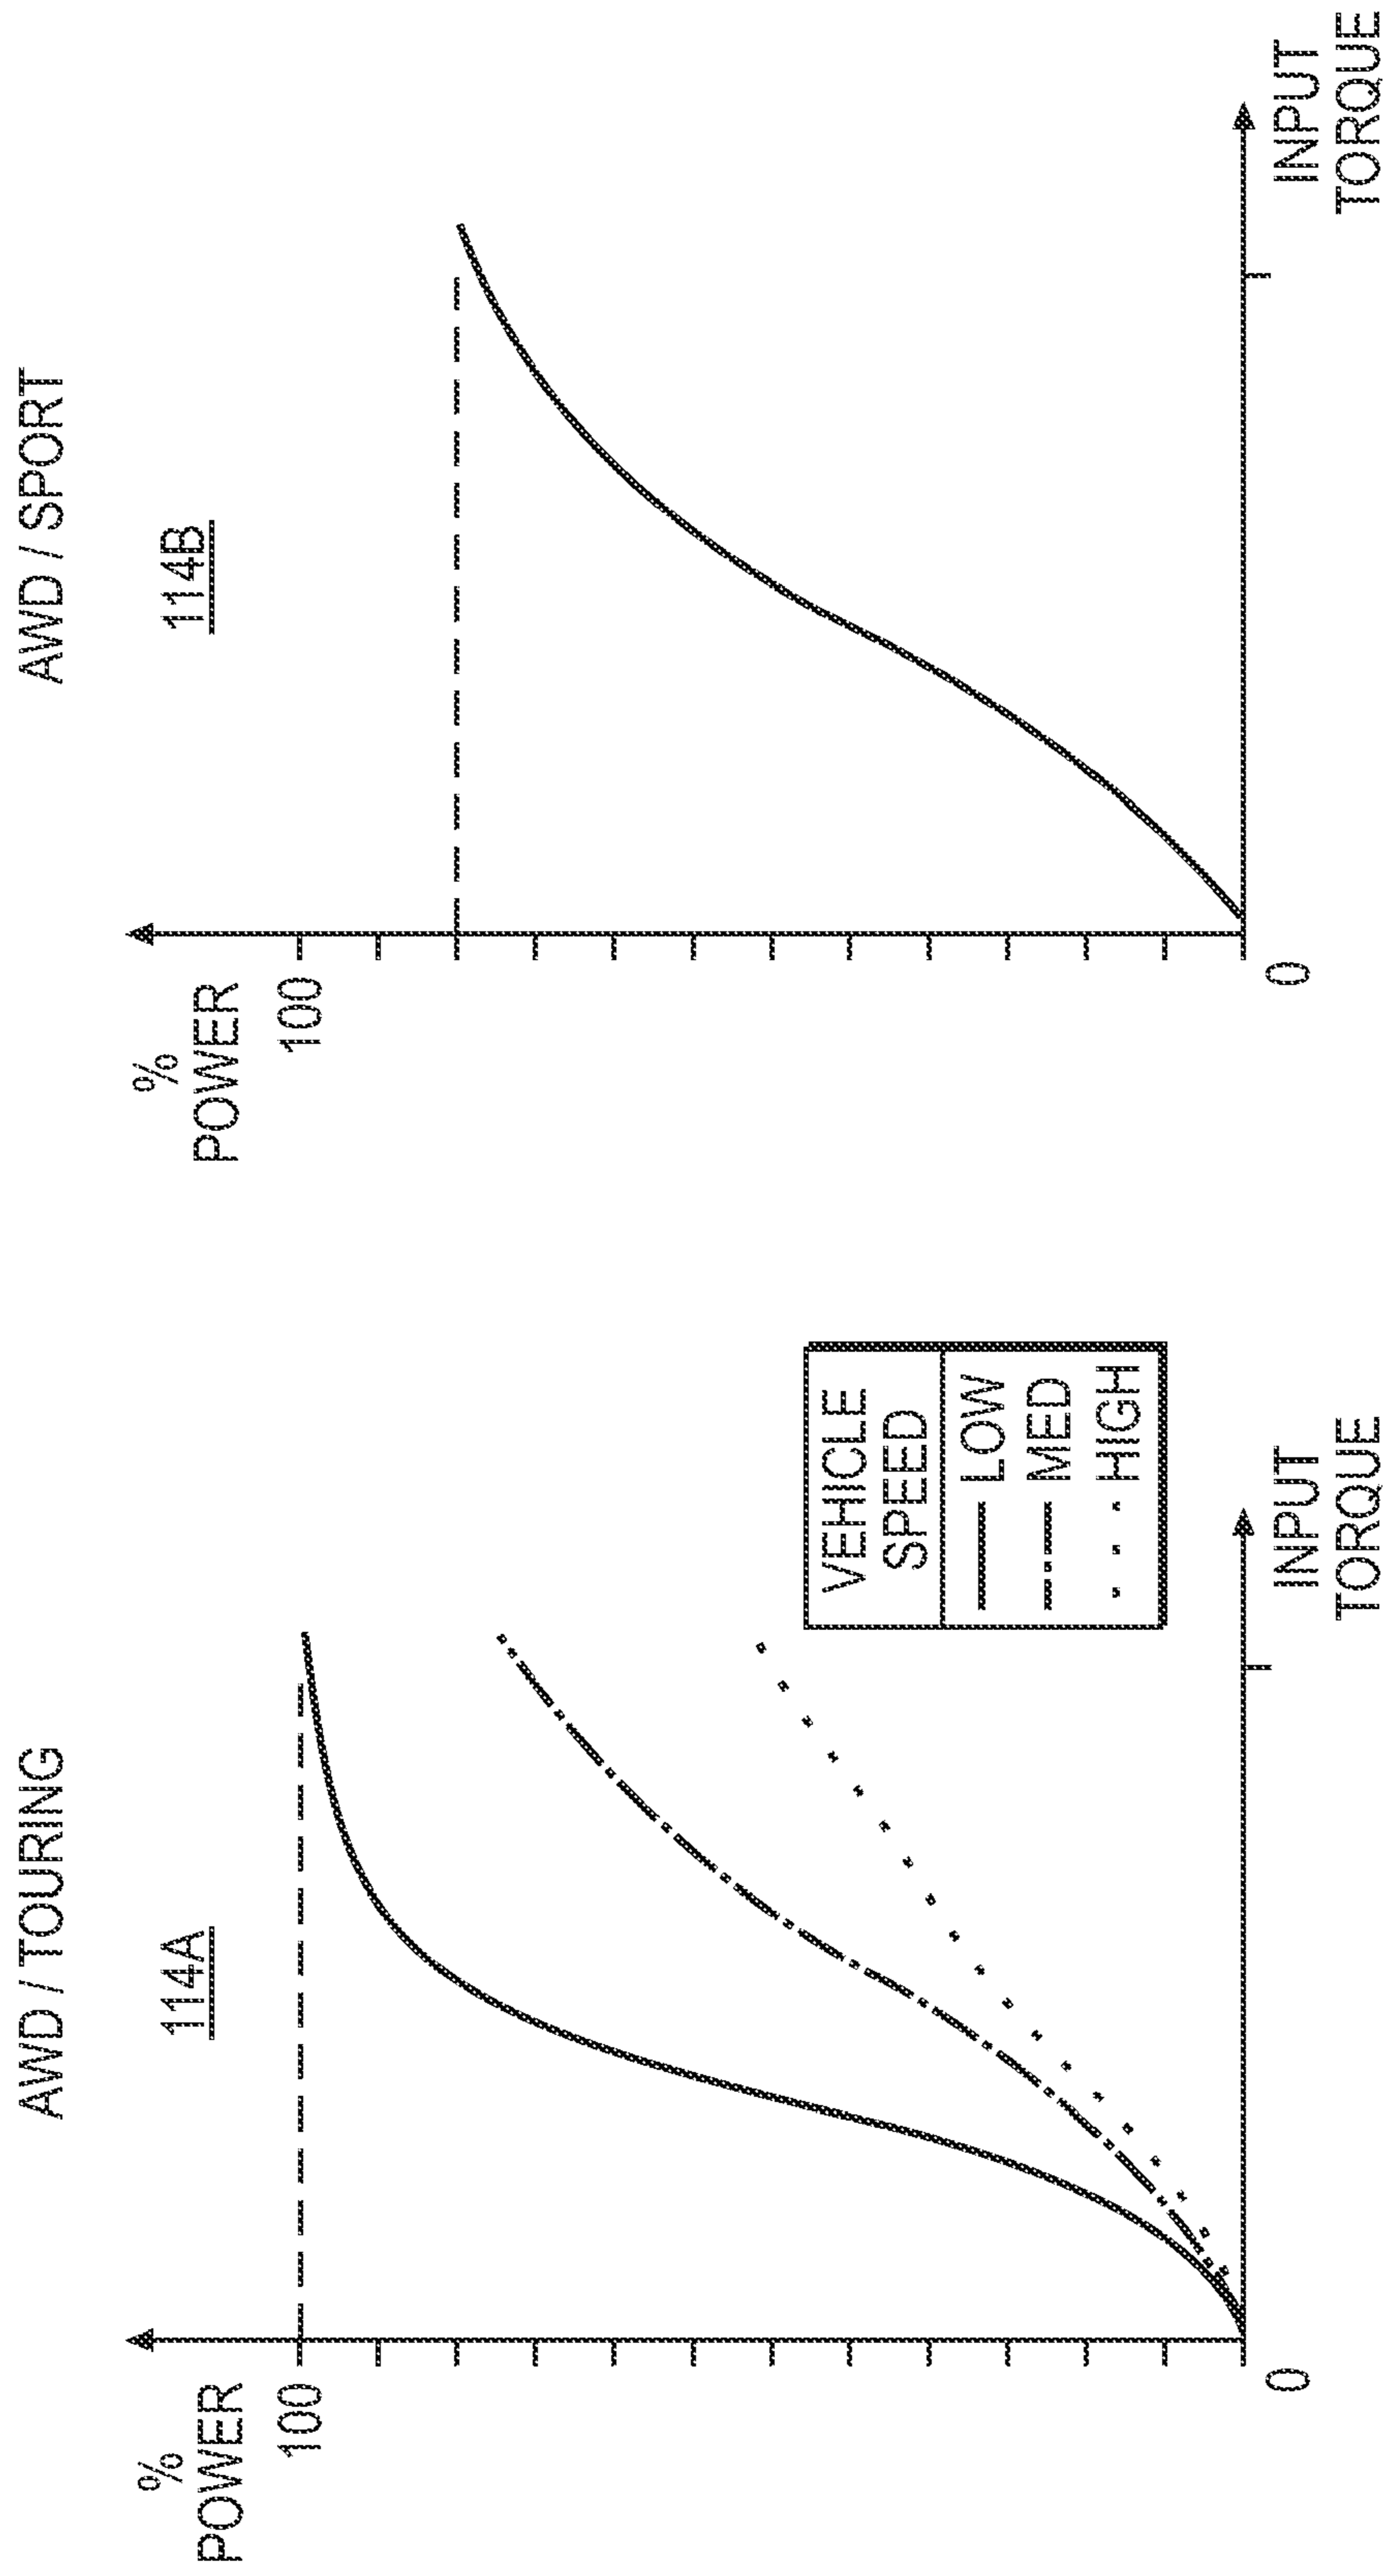 AWD / TOURING
114A
%
POWER
100
0
INPUT
TORQUE
VEHICLE
SPEED
LOW
MED
HIGH
AWD / SPORT
114B
%
POWER
100
0
INPUT
TORQUE